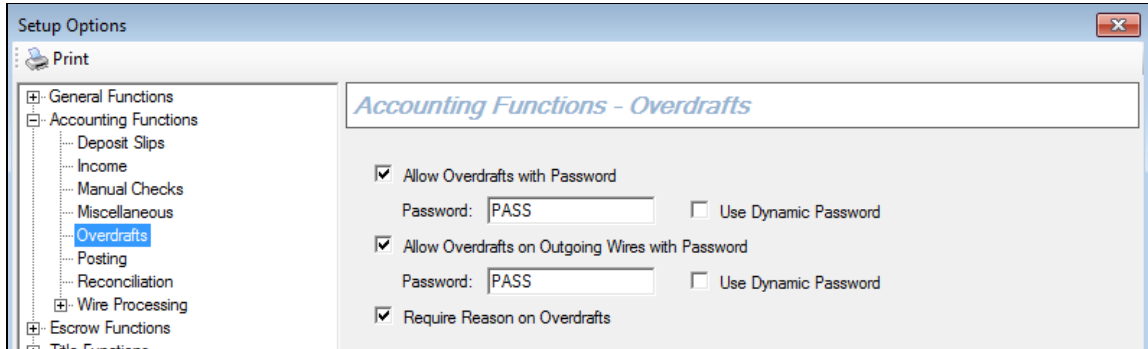 Setup Options
Print
General Functions
Accounting Functions
Deposit Slips
Income
Manual Checks
Miscellaneous
Overdrafts
Posting
Reconciliation
Wire Processing
Escrow Functions
Title Functions
Accounting Functions - Overdrafts
Allow Overdrafts with Password
Password: PASS Use Dynamic Password
Allow Overdrafts on Outgoing Wires with Password
Password: PASS Use Dynamic Password
Require Reason on Overdrafts